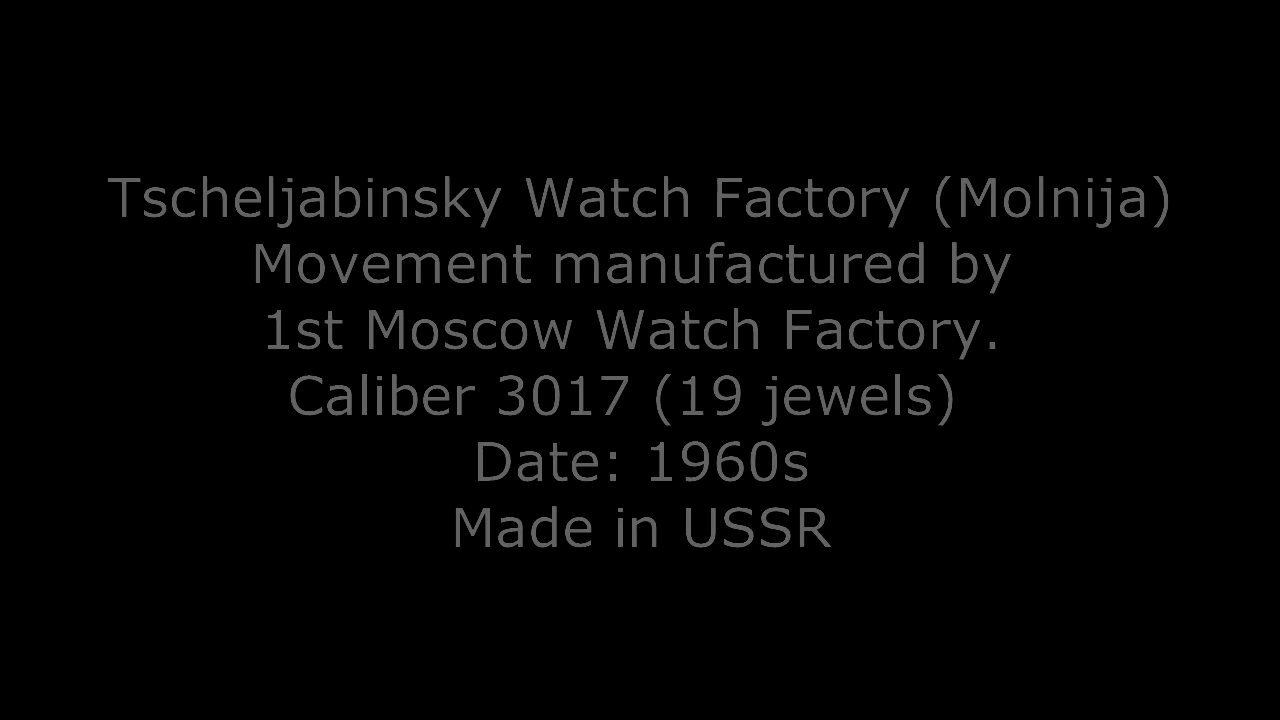 Tscheljabinsky Watch Factory (Molnija)
Movement manufactured by
1st Moscow Watch Factory.
Caliber 3017 (19 jewels)
Date: 1960s
Made in USSR